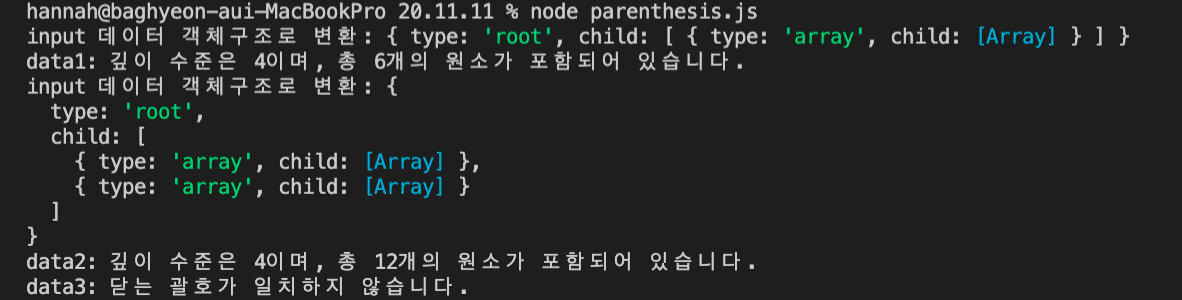 hannah@baghyeon-aui-MacBookPro 20.11.11 % node parenthesis.js
input 데이터 객체구조로 변환: { type: 'root', child: [ { type: 'array', child: [Array] } ] }
data1: 깊이 수준은 4이며, 총 6개의 원소가 포함되어 있습니다.
input 데이터 객체구조로 변환: {
  type: 'root',
  child: [
    { type: 'array', child: [Array] },
    { type: 'array', child: [Array] }
  ]
}
data2: 깊이 수준은 4이며, 총 12개의 원소가 포함되어 있습니다.
data3: 닫는 괄호가 일치하지 않습니다.